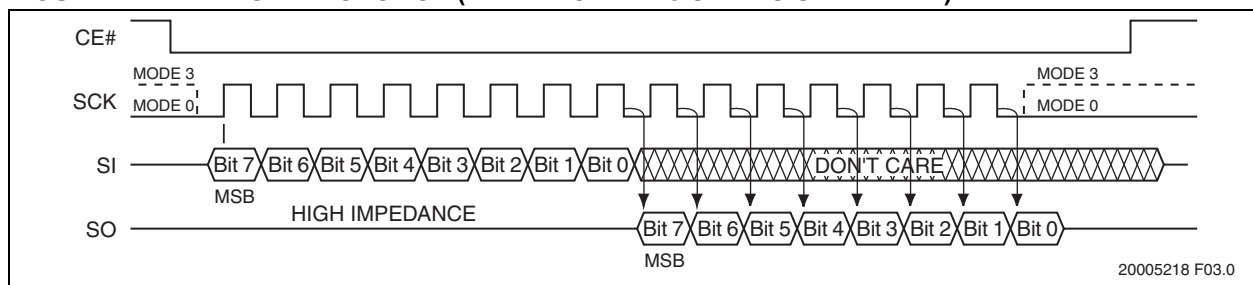 CE#
MODE 3 MODE 3
SCK MODE 0 MODE 0
SI Bit 7 Bit 6 Bit 5 Bit 4 Bit 3 Bit 2 Bit 1 Bit 0 DON'T CARE
MSB
HIGH IMPEDANCE
SO Bit 7 Bit 6 Bit 5 Bit 4 Bit 3 Bit 2 Bit 1 Bit 0
MSB
20005218 F03.0